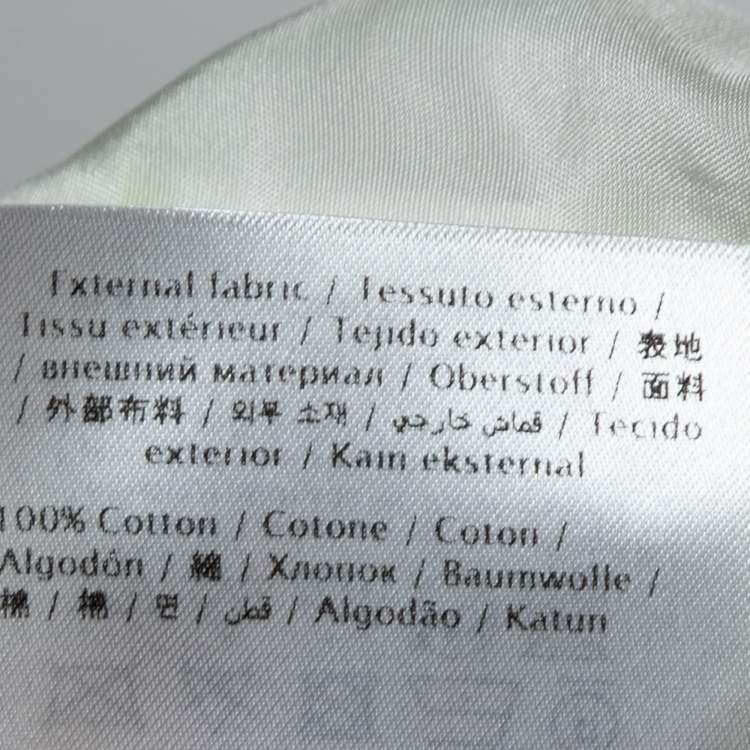 External fabric / Tessuto esterno /
Tissu extérieur / Tejido exterior / 表地
/ внешний материал / Oberstoff / 面料
/ 外部布料 / 외부 소재 / قماش خارجي / Tecido
exterior / Kain eksternal
100% Cotton / Cotone / Coton /
Algodón / 綿 / Хлопок / Baumwolle /
棉 / 棉 / 면 / قطن / Algodão / Katun